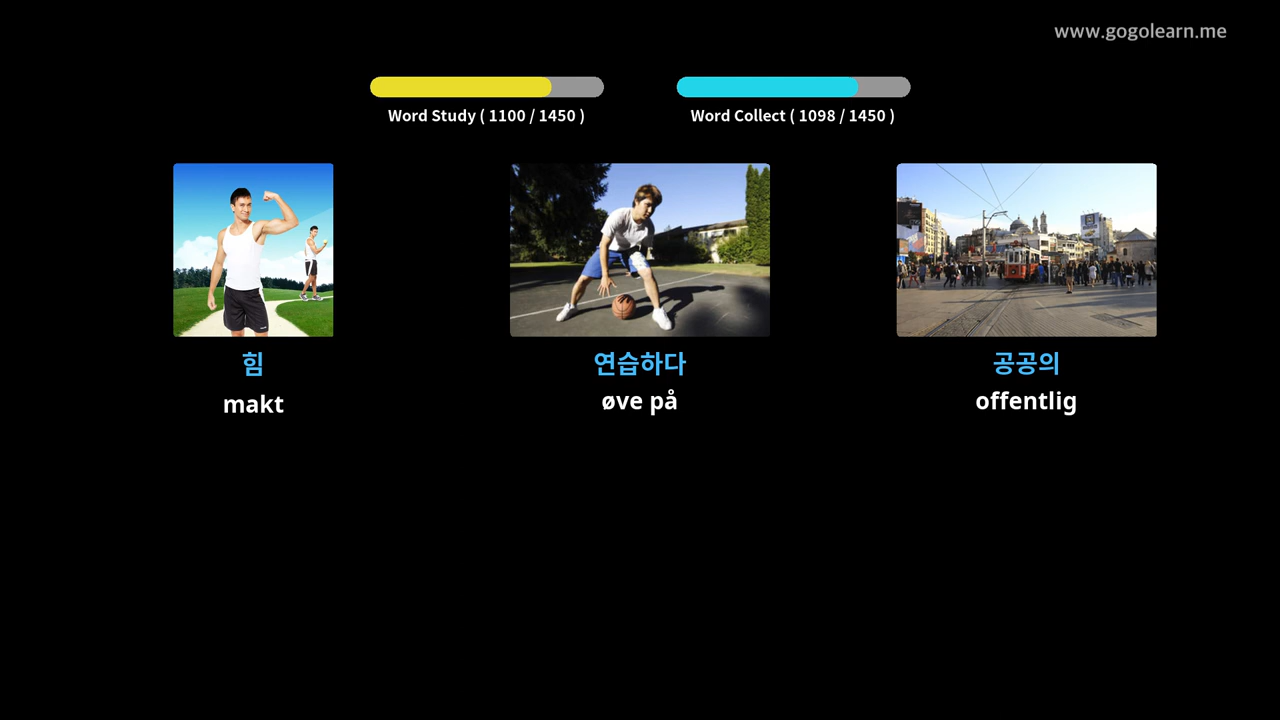 www.gogolearn.me
Word Study ( 1100 / 1450 )
Word Collect ( 1098 / 1450 )
힘
makt
연습하다
øve på
공공의
offentlig